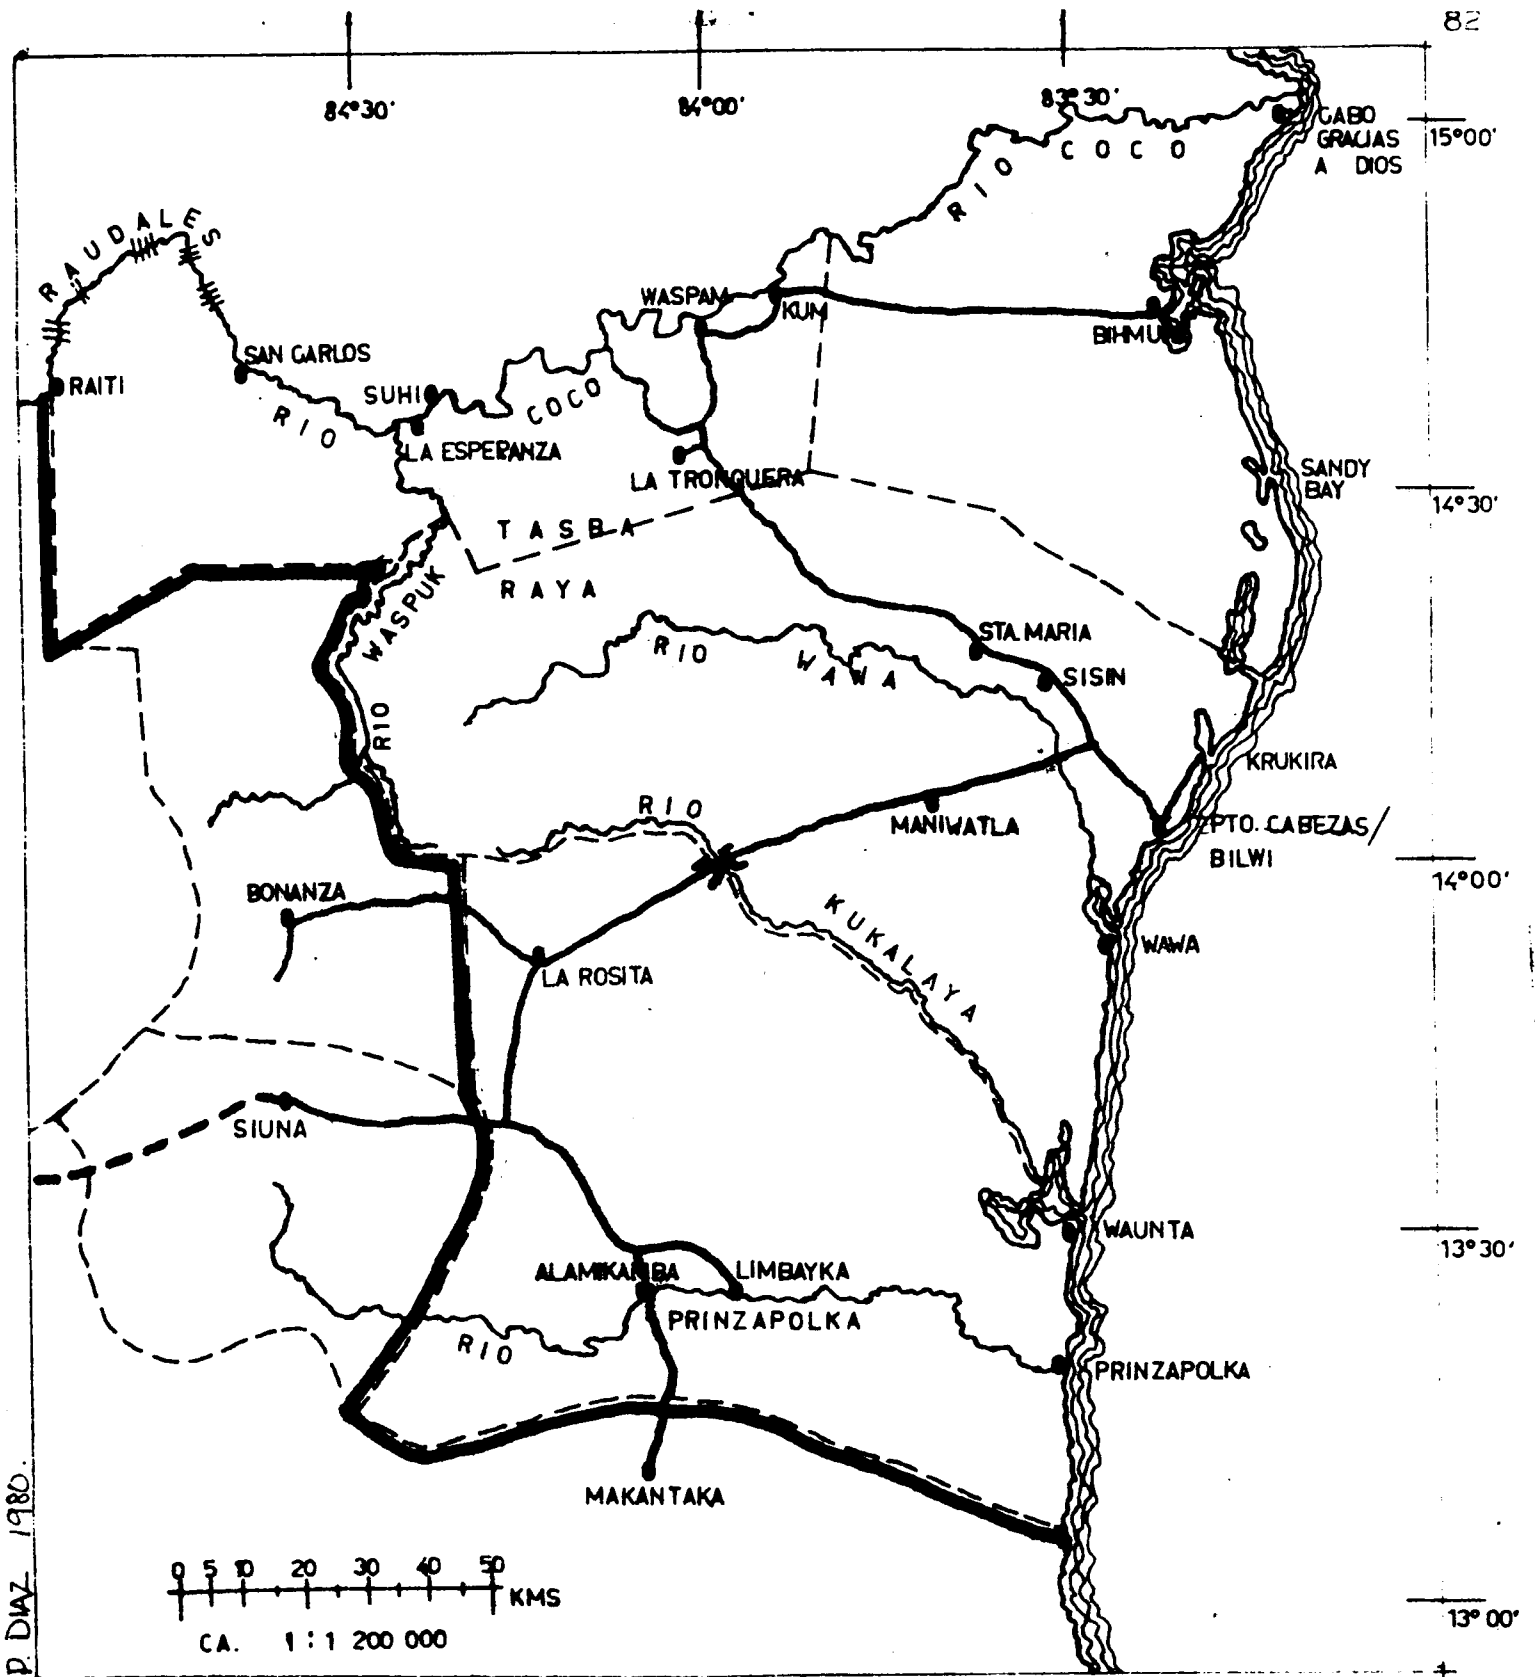 82
84°30'
84°00'
83°30'
CABO
GRACIAS
A DIOS
15°00'
RIO COCO
RAUDALES
WASPAM
KUM
BIHMU
SAN CARLOS
RAITI
SUHI
RIO
COCO
LA ESPERANZA
LA TRONQUERA
SANDY
BAY
14°30'
TASBA
RAYA
WASPUK
RIO
STA. MARIA
RIO WAWA
SISIN
KRUKIRA
RIO
MANIWATLA
PTO. CABEZAS/
BILWI
14°00'
BONANZA
KUKALAYA
WAWA
LA ROSITA
SIUNA
WAUNTA
13°30'
ALAMIKAMBA
LIMBAYKA
PRINZAPOLKA
RIO
PRINZAPOLKA
MAKANTAKA
P. DIAZ 1980.
0 5 10 20 30 40 50
KMS
CA. 1:1 200 000
13°00'